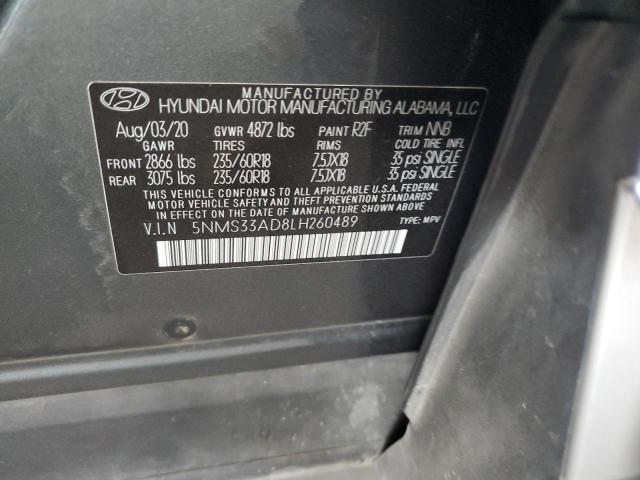 MANUFACTURED BY
HYUNDAI MOTOR MANUFACTURING ALABAMA, LLC
Aug/03/20 GVWR 4872 lbs PAINT R2F TRIM NNB
GAWR TIRES RIMS COLD TIRE INFL
FRONT 2866 lbs 235/60R18 7.5JX18 35 psi SINGLE
REAR 3075 lbs 235/60R18 7.5JX18 35 psi SINGLE
THIS VEHICLE CONFORMS TO ALL APPLICABLE U.S.A. FEDERAL
MOTOR VEHICLE SAFETY AND THEFT PREVENTION STANDARDS
IN EFFECT ON THE DATE OF MANUFACTURE SHOWN ABOVE.
V.I.N 5NMS33AD8LH260489 TYPE: MPV